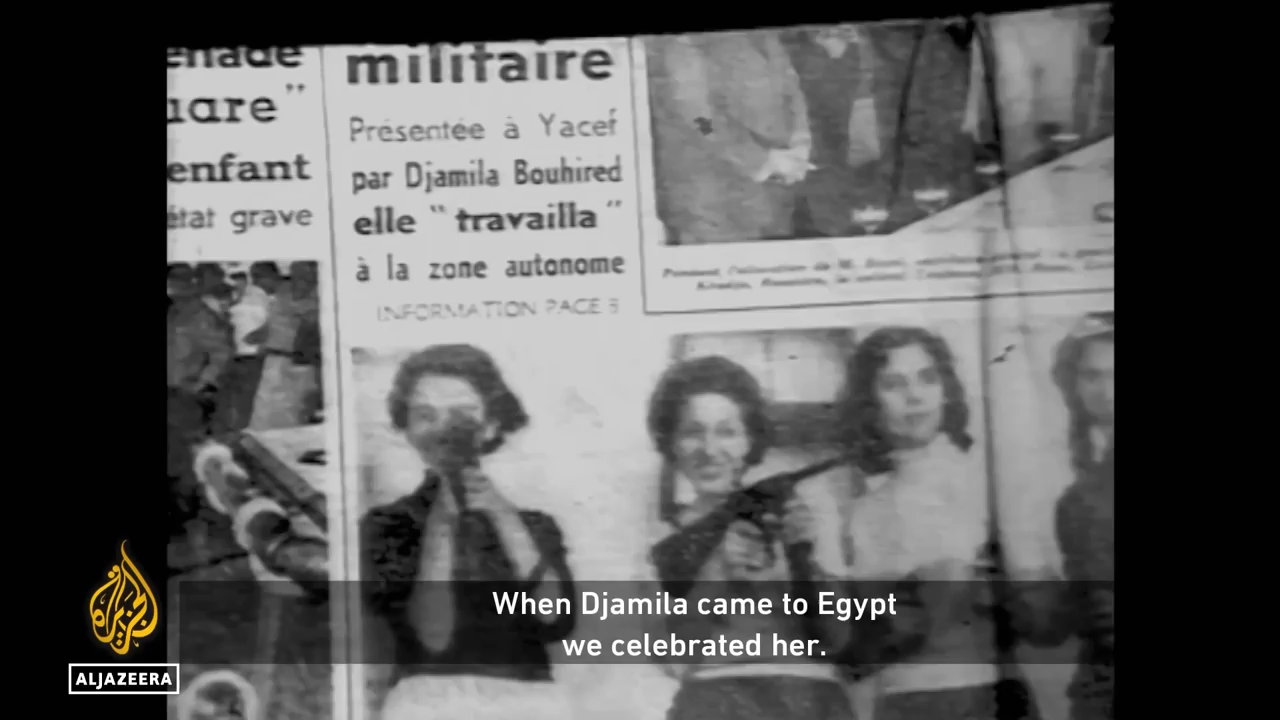 enade
uare"
enfant
état grave
militaire
Présentée à Yacef
par Djamila Bouhired
elle "travailla"
à la zone autonome
INFORMATION PAGE
When Djamila came to Egypt
we celebrated her.
الجزيرة
ALJAZEERA